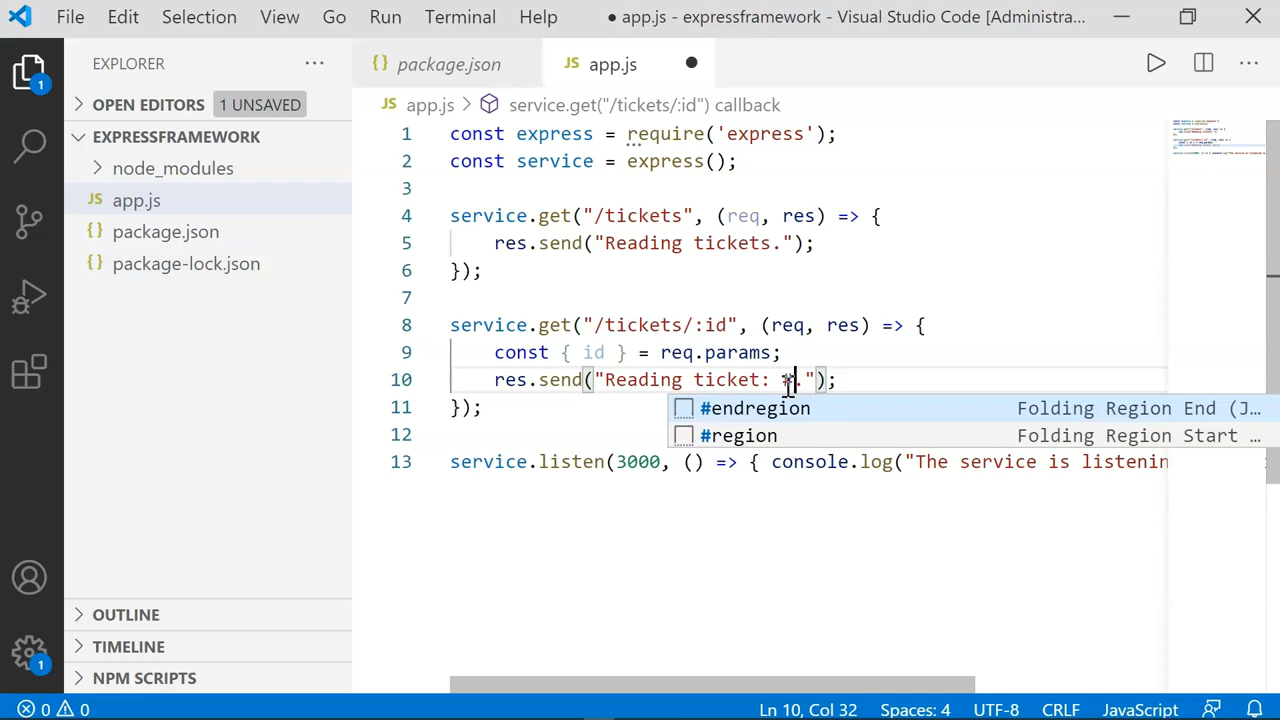 File Edit Selection View Go Run Terminal Help ● app.js - expressframework - Visual Studio Code [Administra...
EXPLORER ...
{} package.json JS app.js ●
OPEN EDITORS 1 UNSAVED
EXPRESSFRAMEWORK
node_modules
JS app.js
{} package.json
{} package-lock.json
OUTLINE
TIMELINE
NPM SCRIPTS
1
1
JS app.js > service.get("/tickets/:id") callback
1 const express = require('express');
2 const service = express();
3
4 service.get("/tickets", (req, res) => {
5 res.send("Reading tickets.");
6 });
7
8 service.get("/tickets/:id", (req, res) => {
9 const { id } = req.params;
10 res.send("Reading ticket: #.");
#endregion Folding Region End (J...
#region Folding Region Start ...
11 });
12
13 service.listen(3000, () => { console.log("The service is listenin
0 0 Ln 10, Col 32 Spaces: 4 UTF-8 CRLF JavaScript